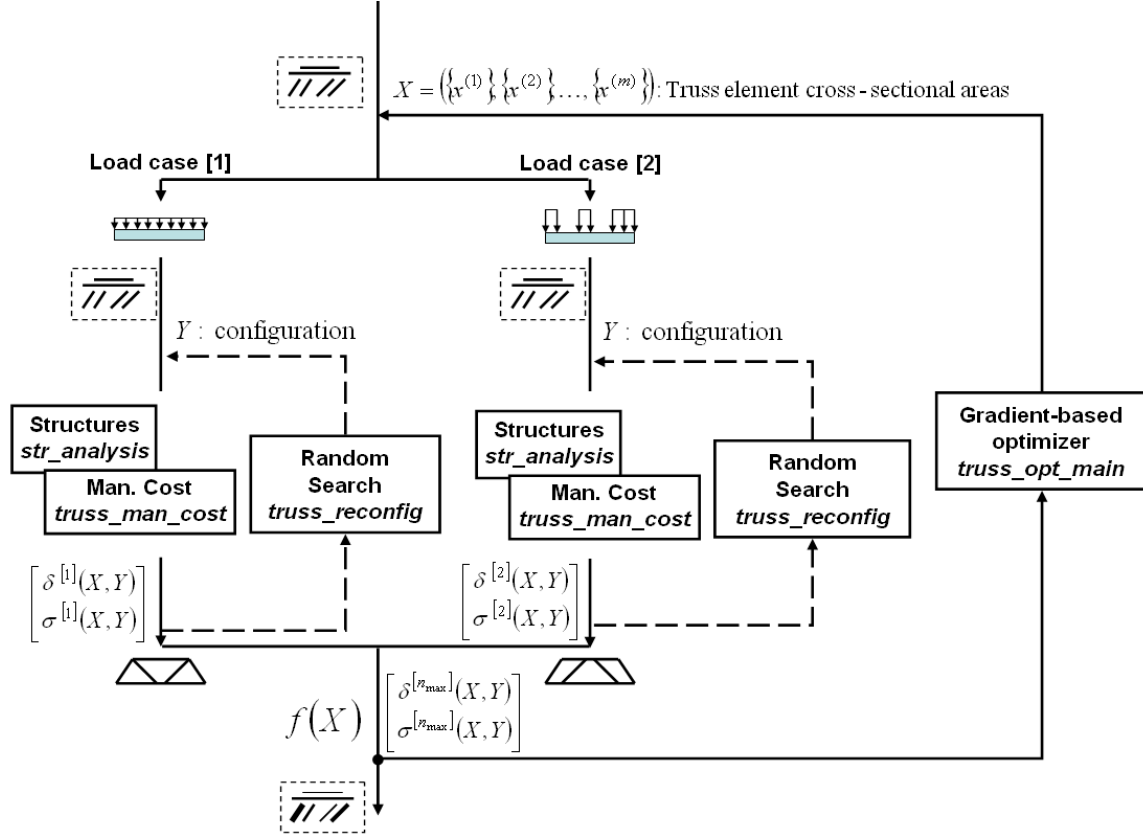 X = ({x^(1)},{x^(2)},…,{x^(m)}): Truss element cross-sectional areas
Load case [1]
Load case [2]
Y : configuration
Y : configuration
Structures
str_analysis
Man. Cost
truss_man_cost
Random
Search
truss_reconfig
Structures
str_analysis
Man. Cost
truss_man_cost
Random
Search
truss_reconfig
Gradient-based
optimizer
truss_opt_main
δ^[1](X,Y)
σ^[1](X,Y)
δ^[2](X,Y)
σ^[2](X,Y)
f(X)
δ^[n_max](X,Y)
σ^[n_max](X,Y)